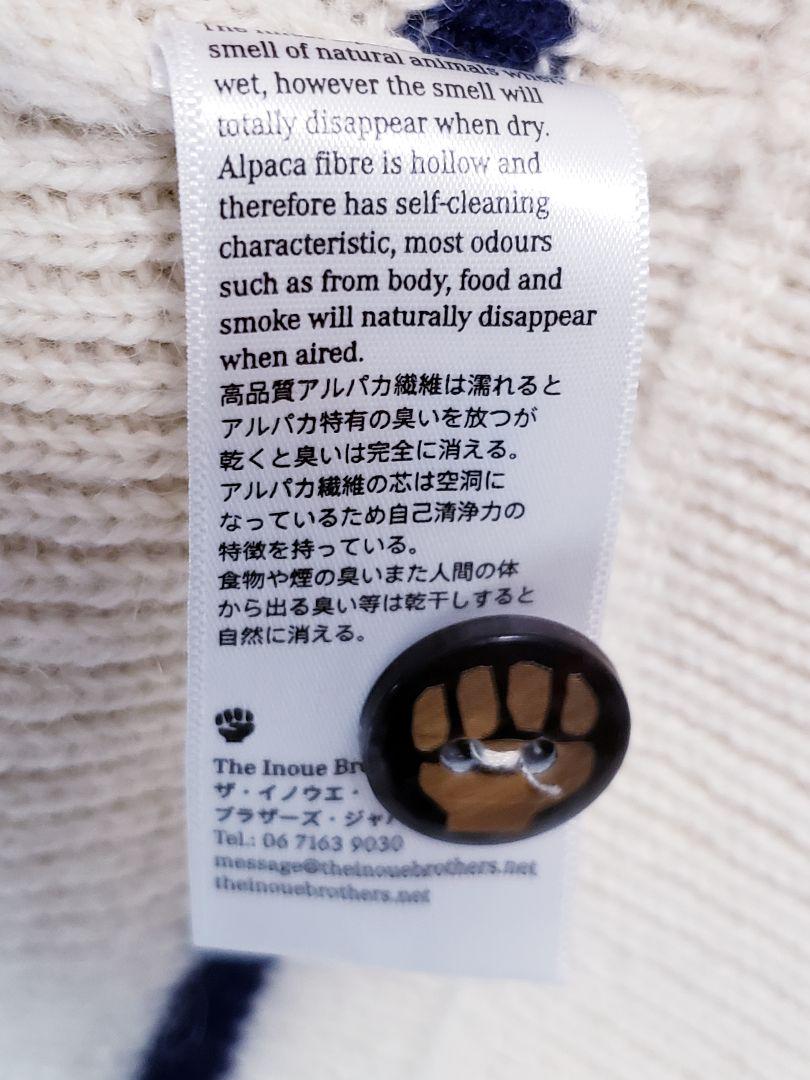 smell of natural animals when
wet, however the smell will
totally disappear when dry.
Alpaca fibre is hollow and
therefore has self-cleaning
characteristic, most odours
such as from body, food and
smoke will naturally disappear
when aired.
高品質アルパカ繊維は濡れると
アルパカ特有の臭いを放つが
乾くと臭いは完全に消える。
アルパカ繊維の芯は空洞に
なっているため自己清浄力の
特徴を持っている。
食物や煙の臭いまた人間の体
から出る臭い等は乾干しすると
自然に消える。
The Inoue
ザ・イノウエ・
ブラザーズ・ジャ
Tel.: 06 7163 9030
message@theinouebrothers.net
theinouebrothers.net